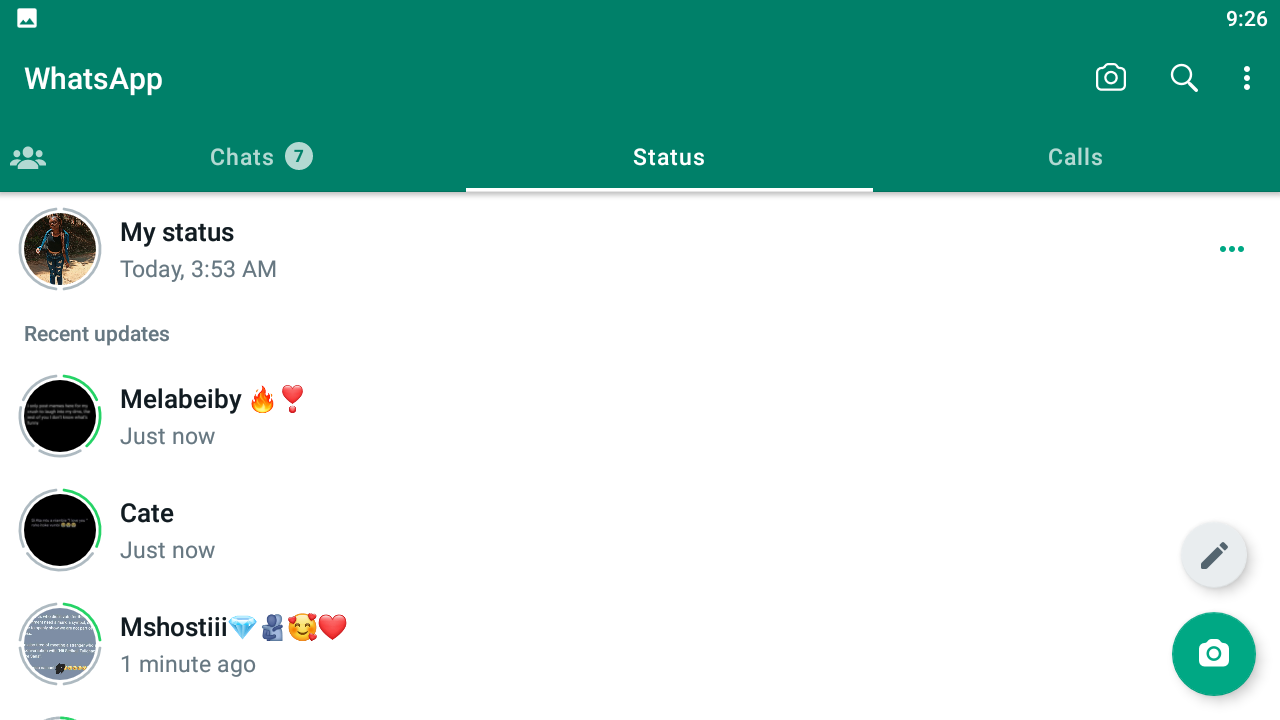 9:26
WhatsApp
Chats 7
Status
Calls
My status
Today, 3:53 AM
Recent updates
Melabeiby 🔥❣️
Just now
Cate
Just now
Mshostiii💎🫂🥰❤️
1 minute ago